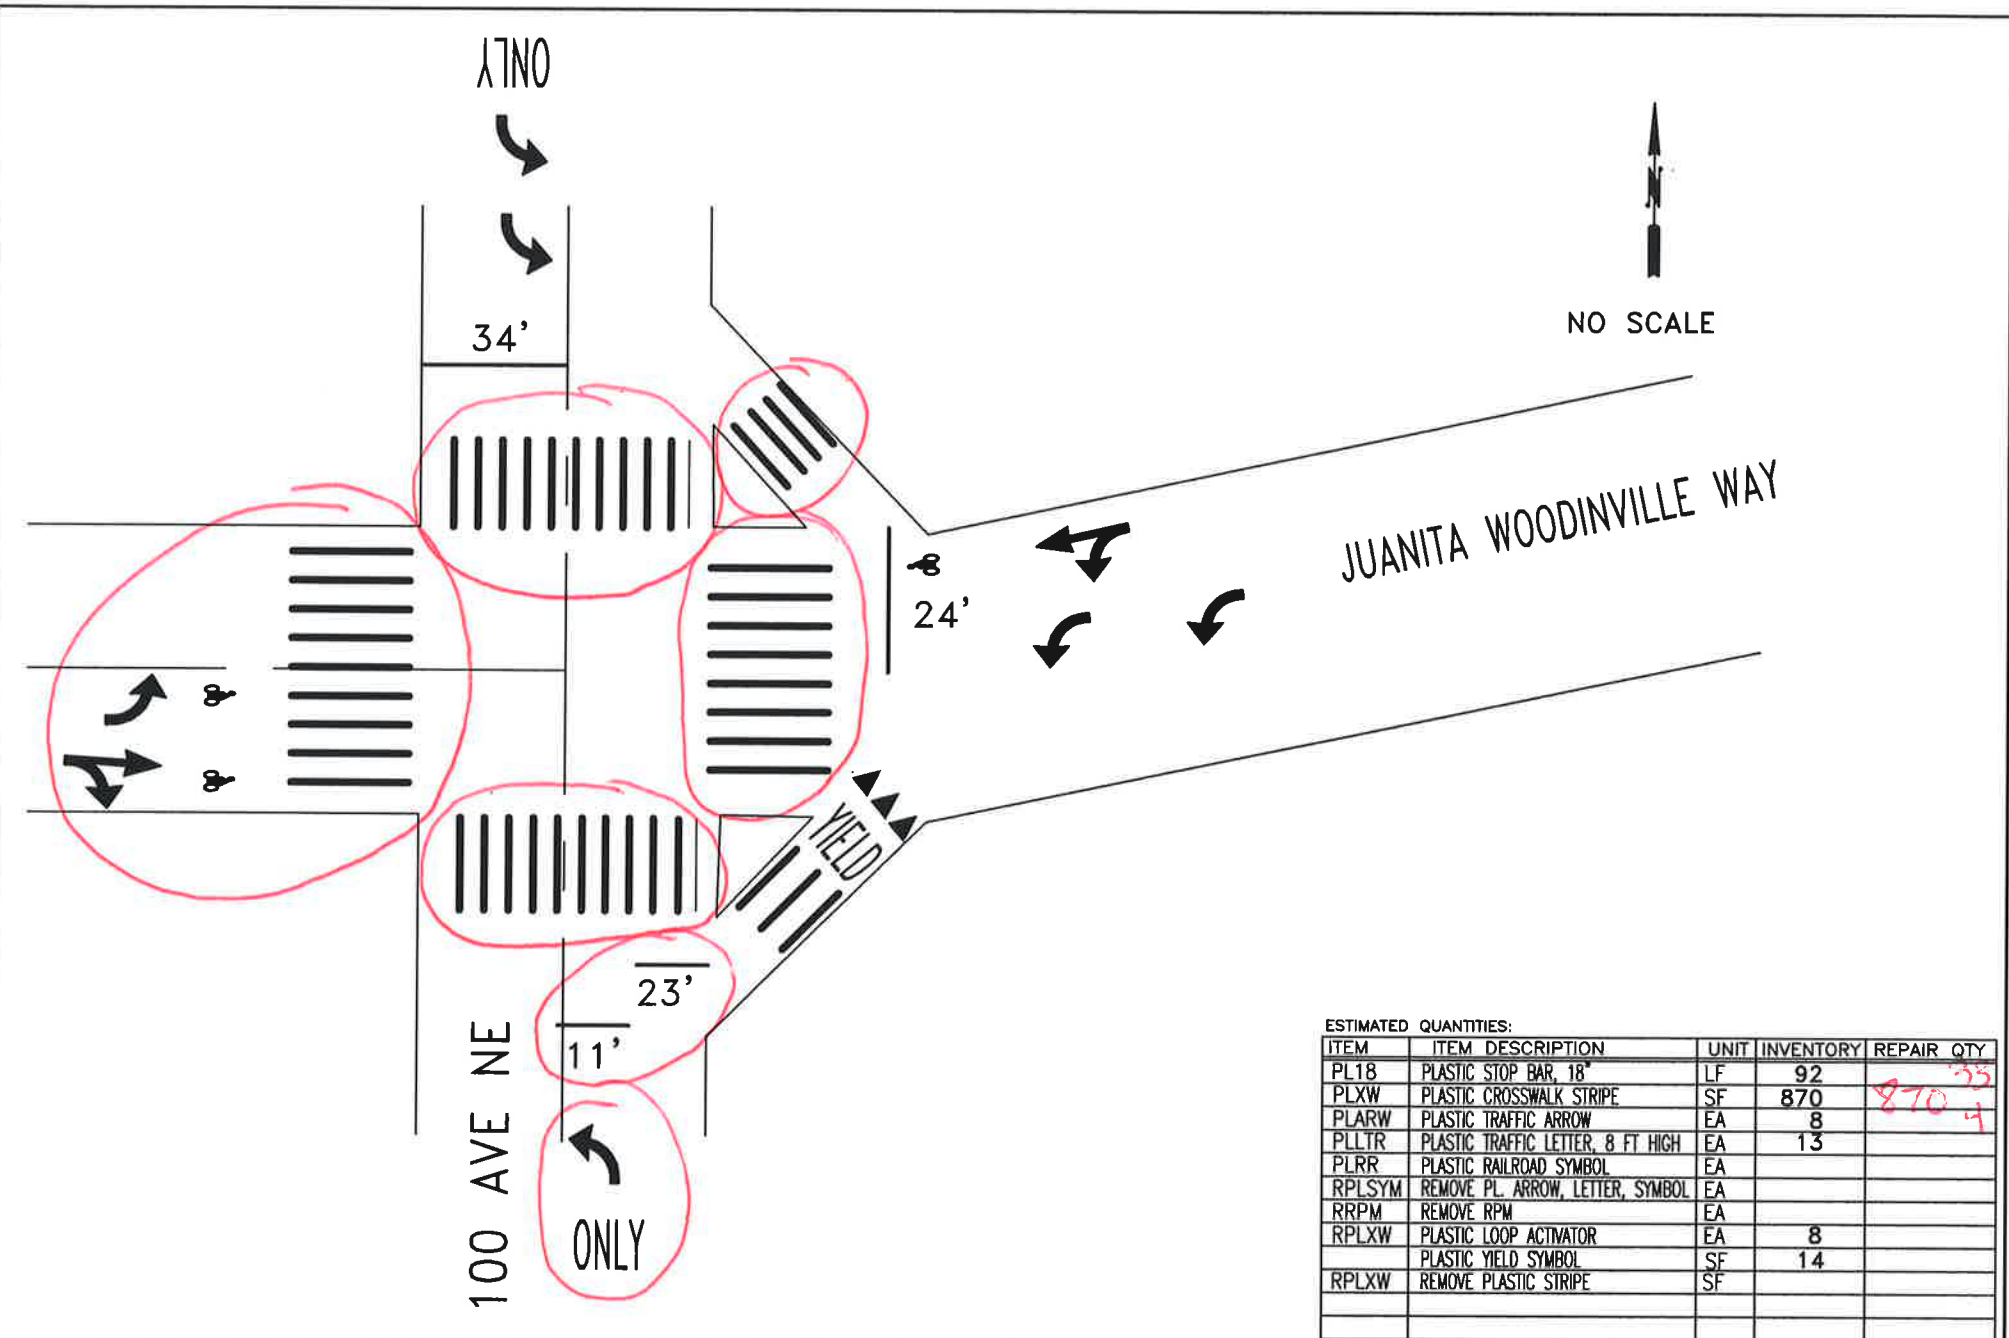 ONLY
34'
N
NO SCALE
JUANITA WOODINVILLE WAY
24'
YIELD
23'
11'
100 AVE NE
ONLY
ESTIMATED QUANTITIES:
ITEM ITEM DESCRIPTION UNIT INVENTORY REPAIR QTY
PL18 PLASTIC STOP BAR, 18" LF 92 35
PLXW PLASTIC CROSSWALK STRIPE SF 870 870
PLARW PLASTIC TRAFFIC ARROW EA 8 4
PLLTR PLASTIC TRAFFIC LETTER, 8 FT HIGH EA 13
PLRR PLASTIC RAILROAD SYMBOL EA
RPLSYM REMOVE PL. ARROW, LETTER, SYMBOL EA
RRPM REMOVE RPM EA
RPLXW PLASTIC LOOP ACTIVATOR EA 8
PLASTIC YIELD SYMBOL SF 14
RPLXW REMOVE PLASTIC STRIPE SF